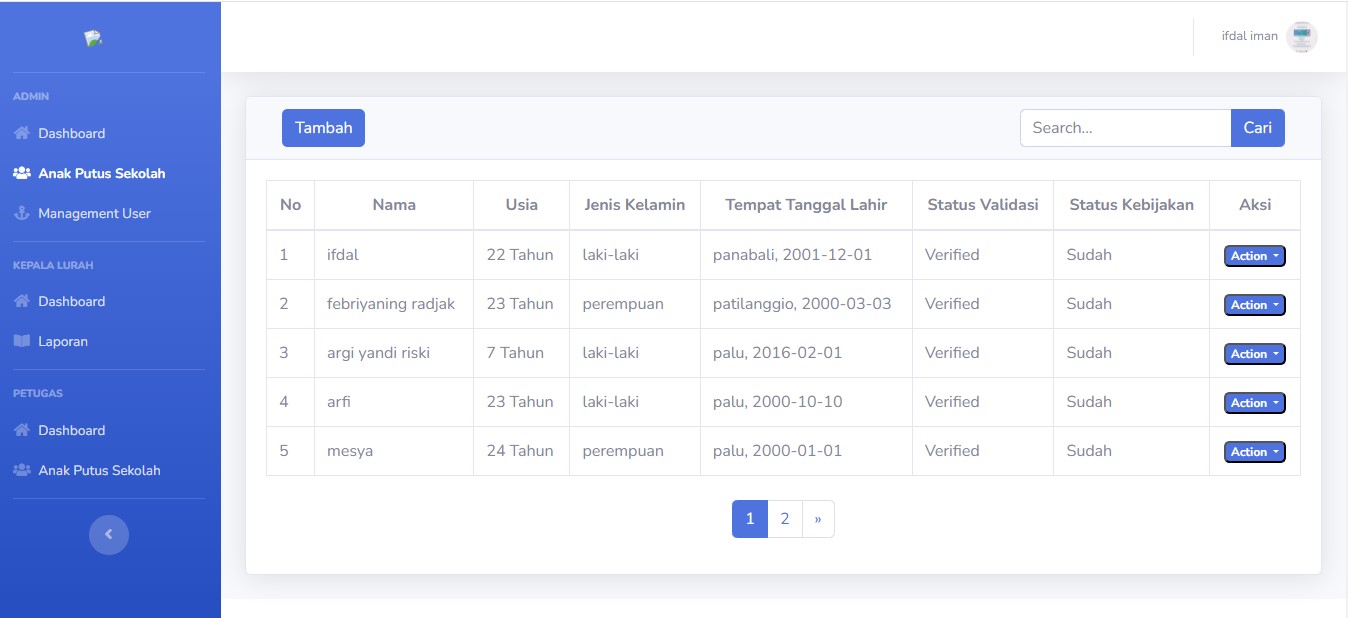 ifdal iman
ADMIN
Dashboard
Anak Putus Sekolah
Management User
KEPALA LURAH
Dashboard
Laporan
PETUGAS
Dashboard
Anak Putus Sekolah
Tambah
Search...
Cari
No Nama Usia Jenis Kelamin Tempat Tanggal Lahir Status Validasi Status Kebijakan Aksi
1 ifdal 22 Tahun laki-laki panabali, 2001-12-01 Verified Sudah Action
2 febriyaning radjak 23 Tahun perempuan patilanggio, 2000-03-03 Verified Sudah Action
3 argi yandi riski 7 Tahun laki-laki palu, 2016-02-01 Verified Sudah Action
4 arfi 23 Tahun laki-laki palu, 2000-10-10 Verified Sudah Action
5 mesya 24 Tahun perempuan palu, 2000-01-01 Verified Sudah Action
1 2 »